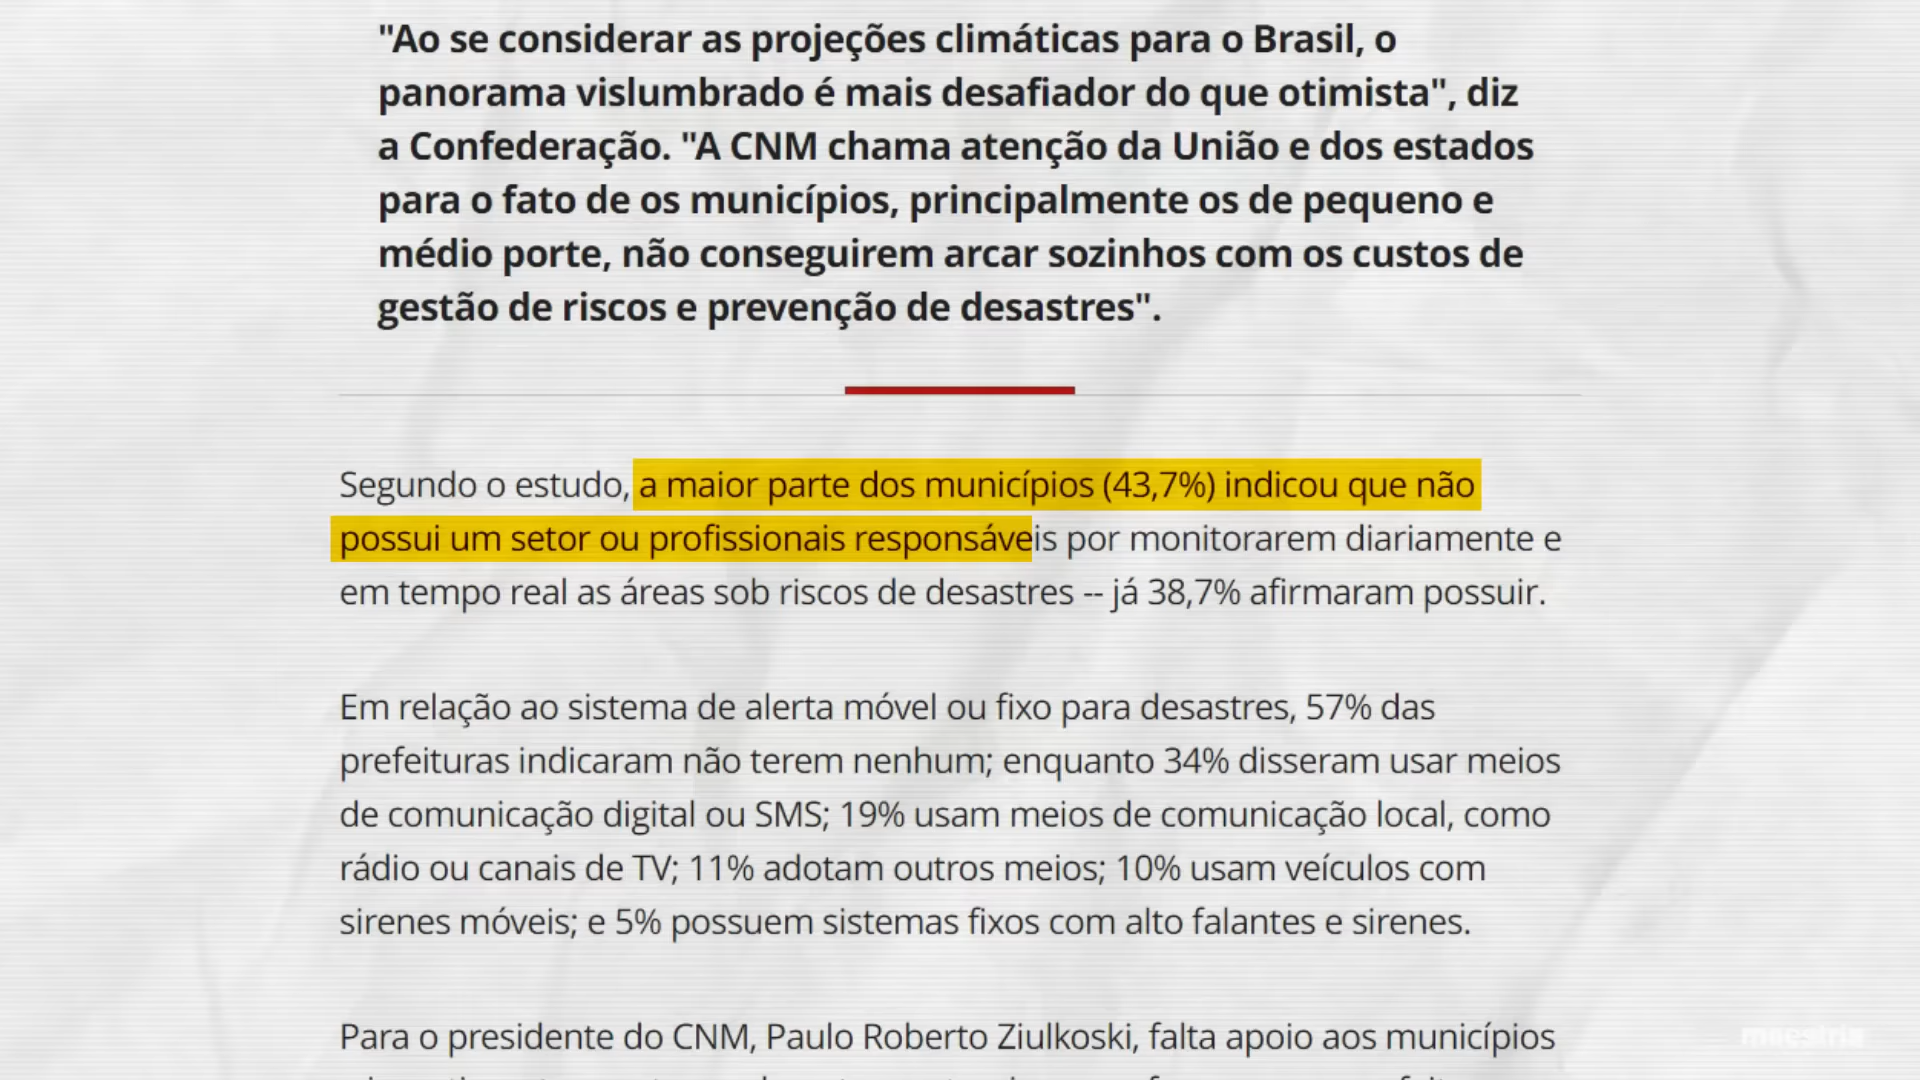 "Ao se considerar as projeções climáticas para o Brasil, o
panorama vislumbrado é mais desafiador do que otimista", diz
a Confederação. "A CNM chama atenção da União e dos estados
para o fato de os municípios, principalmente os de pequeno e
médio porte, não conseguirem arcar sozinhos com os custos de
gestão de riscos e prevenção de desastres".
Segundo o estudo, a maior parte dos municípios (43,7%) indicou que não
possui um setor ou profissionais responsáveis por monitorarem diariamente e
em tempo real as áreas sob riscos de desastres -- já 38,7% afirmaram possuir.
Em relação ao sistema de alerta móvel ou fixo para desastres, 57% das
prefeituras indicaram não terem nenhum; enquanto 34% disseram usar meios
de comunicação digital ou SMS; 19% usam meios de comunicação local, como
rádio ou canais de TV; 11% adotam outros meios; 10% usam veículos com
sirenes móveis; e 5% possuem sistemas fixos com alto falantes e sirenes.
Para o presidente do CNM, Paulo Roberto Ziulkoski, falta apoio aos municípios